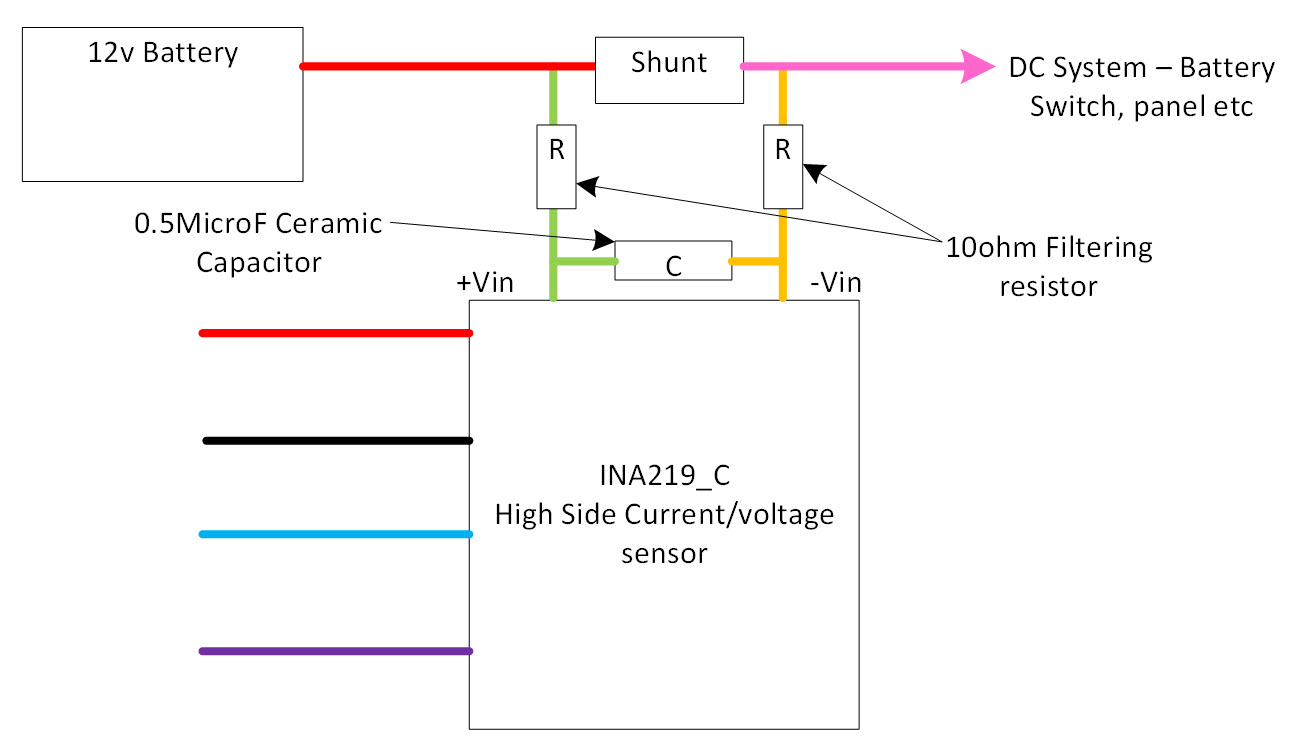 12v Battery
Shunt
DC System – Battery
Switch, panel etc
R
R
0.5MicroF Ceramic
Capacitor
C
10ohm Filtering
resistor
+Vin
-Vin
INA219_C
High Side Current/voltage
sensor